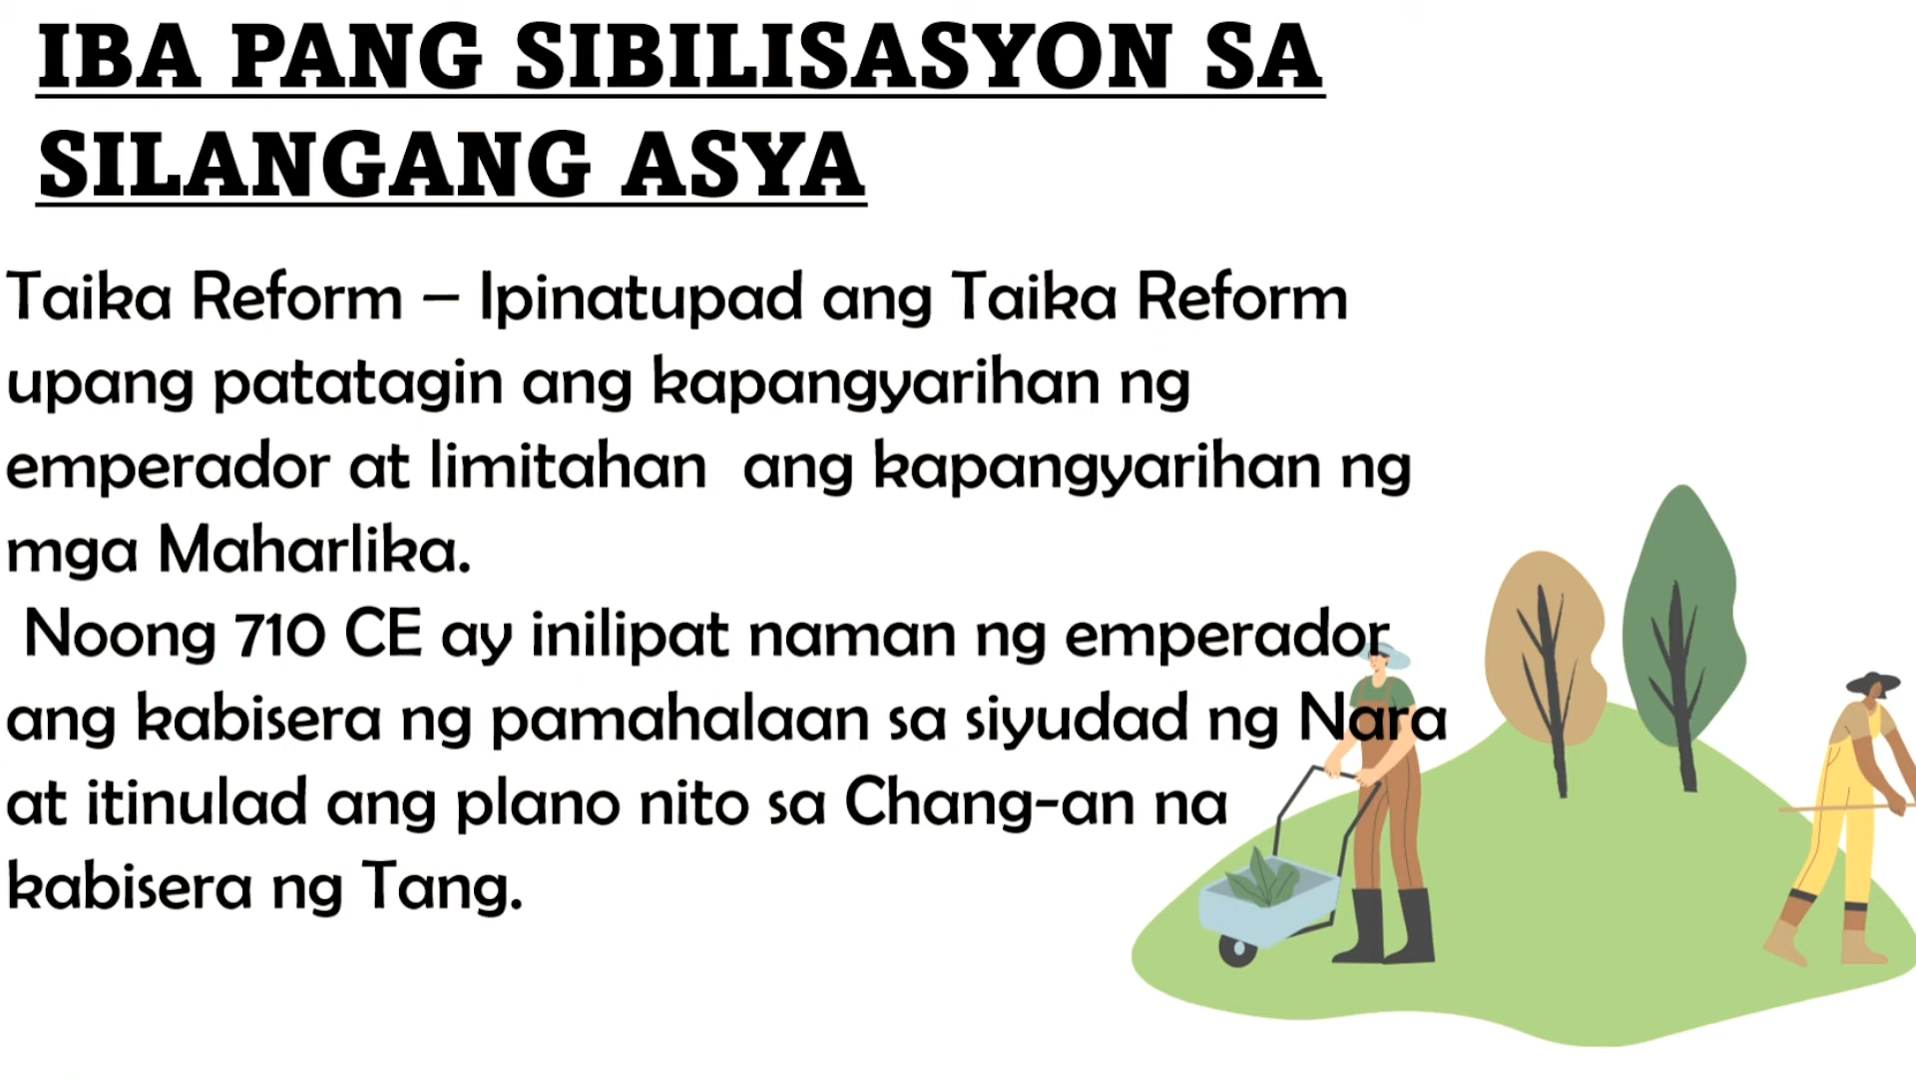 IBA PANG SIBILISASYON SA
SILANGANG ASYA
Taika Reform – Ipinatupad ang Taika Reform
upang patatagin ang kapangyarihan ng
emperador at limitahan  ang kapangyarihan ng
mga Maharlika.
Noong 710 CE ay inilipat naman ng emperador
ang kabisera ng pamahalaan sa siyudad ng Nara
at itinulad ang plano nito sa Chang-an na
kabisera ng Tang.